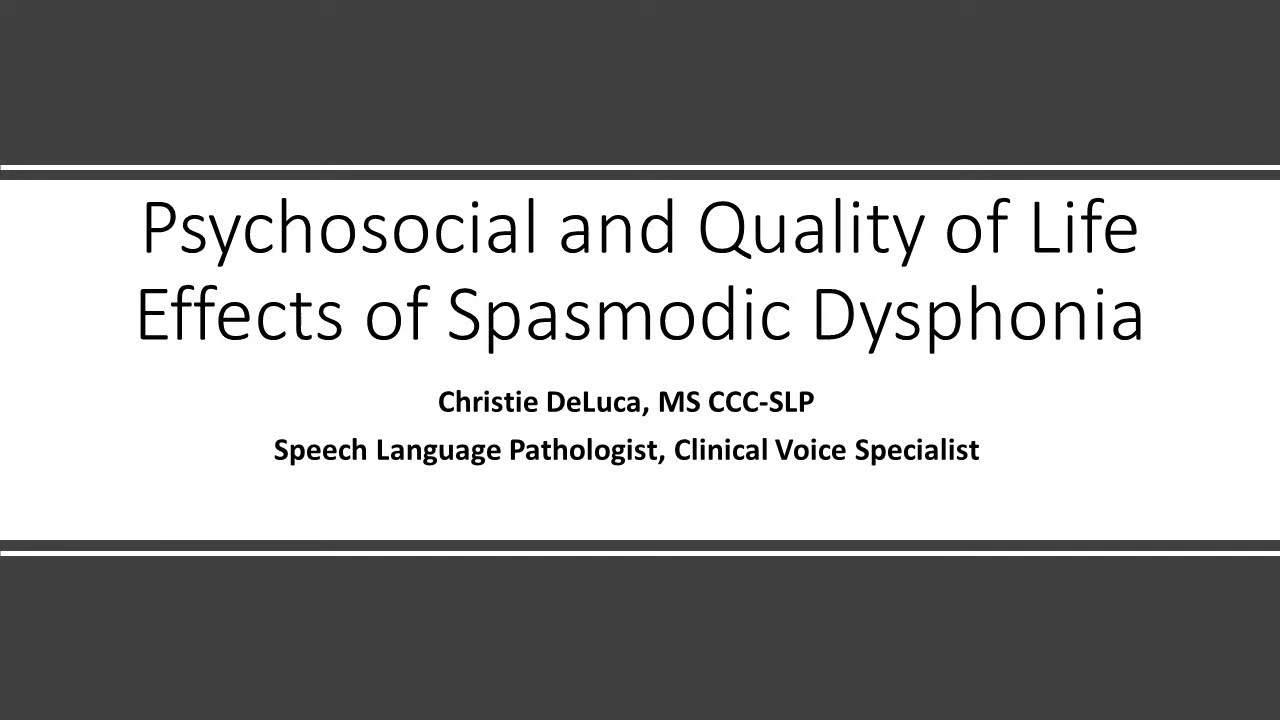 Psychosocial and Quality of Life
Effects of Spasmodic Dysphonia
Christie DeLuca, MS CCC-SLP
Speech Language Pathologist, Clinical Voice Specialist